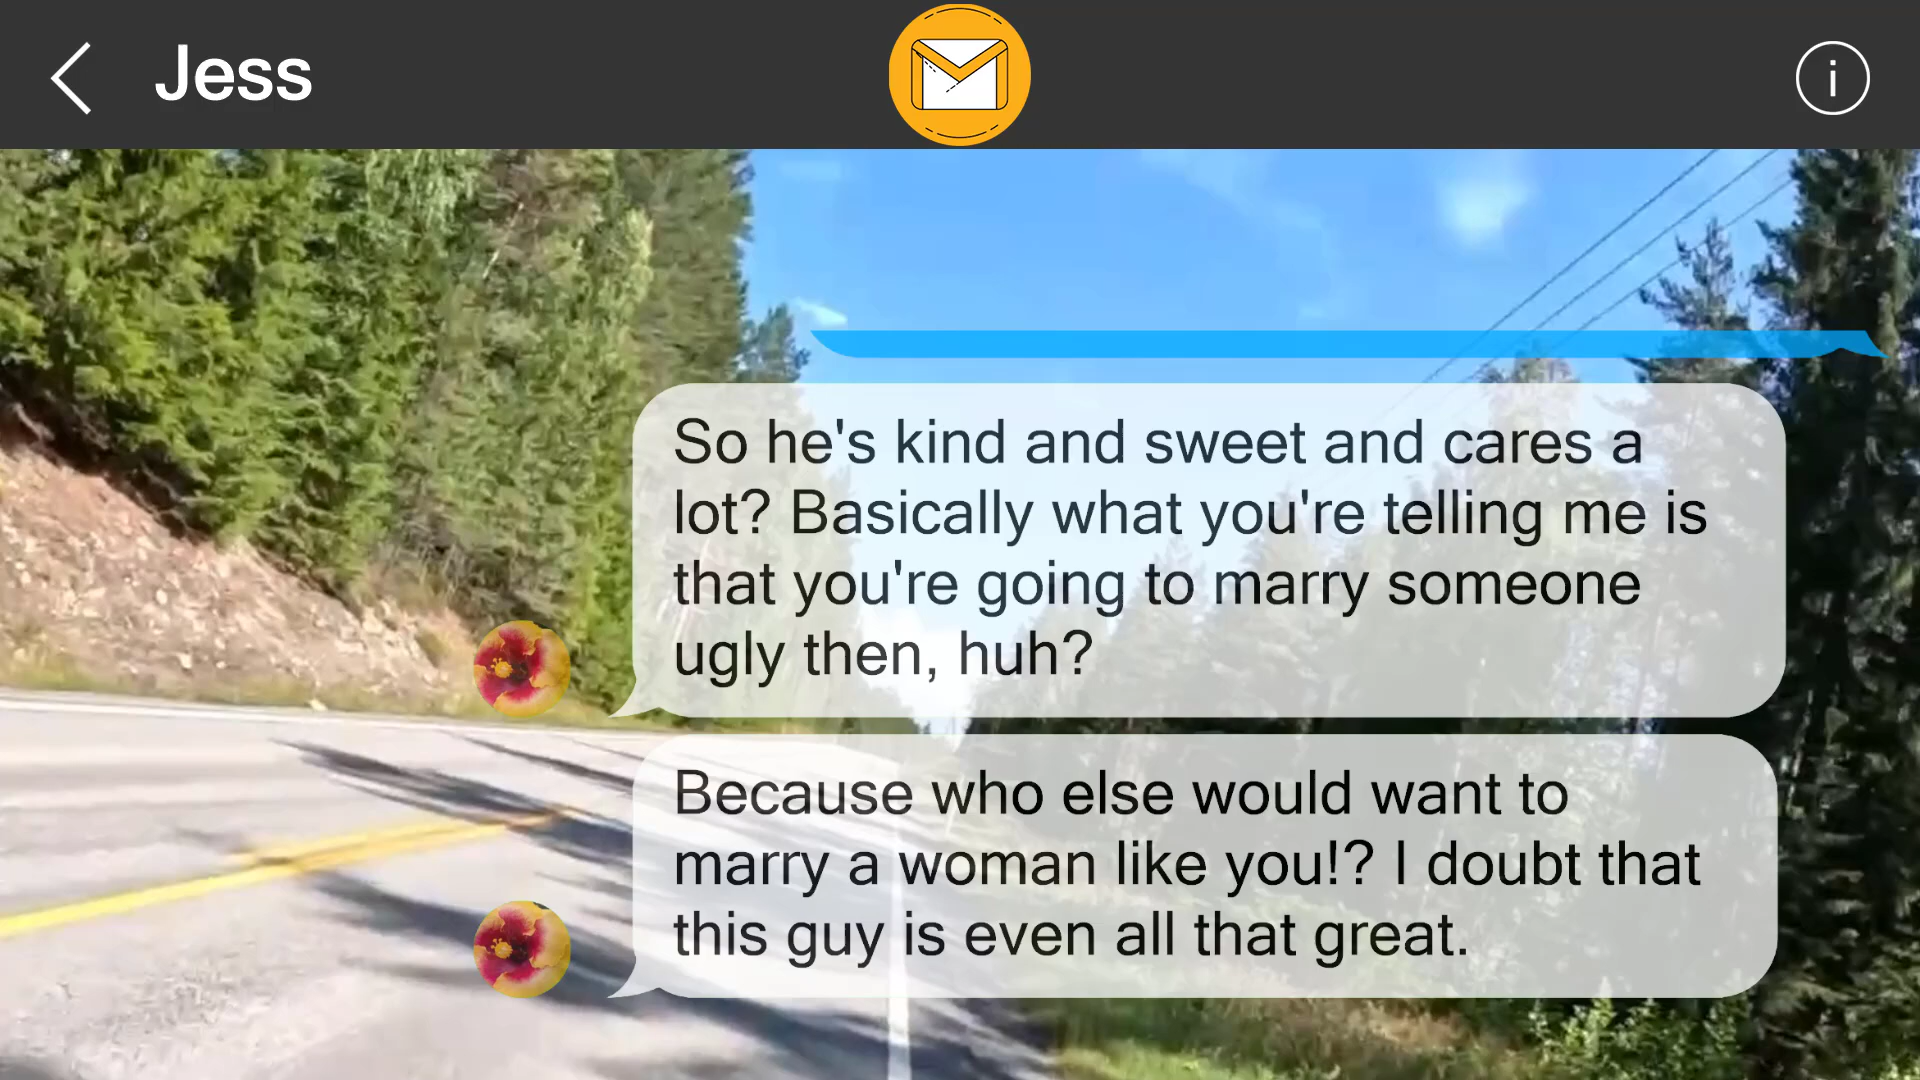 Jess
i
So he's kind and sweet and cares a
lot? Basically what you're telling me is
that you're going to marry someone
ugly then, huh?
Because who else would want to
marry a woman like you!? I doubt that
this guy is even all that great.